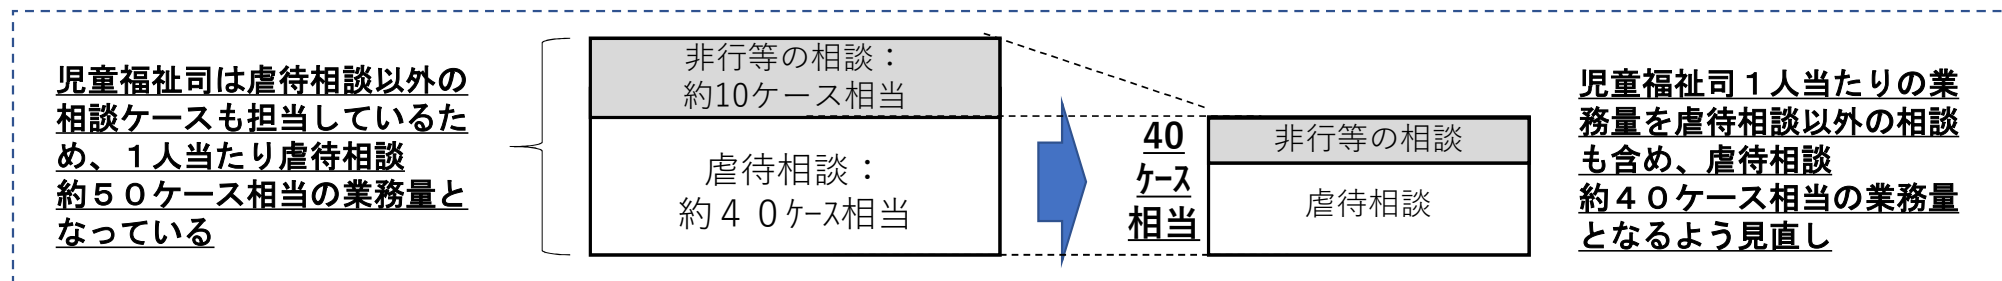 児童福祉司は虐待相談以外の
相談ケースも担当しているた
め、１人当たり虐待相談
約５０ケース相当の業務量と
なっている
非行等の相談：
約10ケース相当
虐待相談：
約４０ｹｰｽ相当
40
ｹｰｽ
相当
非行等の相談
虐待相談
児童福祉司１人当たりの業
務量を虐待相談以外の相談
も含め、虐待相談
約４０ケース相当の業務量
となるよう見直し